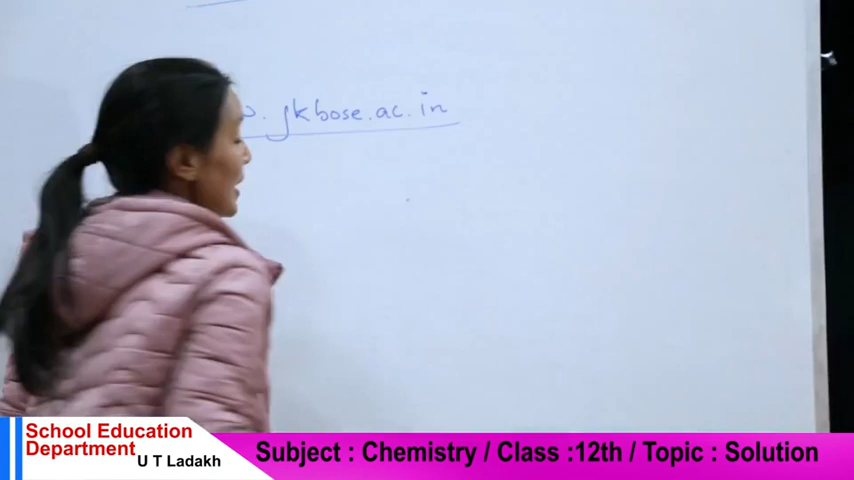 jkbose.ac.in
School Education
Department
U T Ladakh
Subject : Chemistry / Class :12th / Topic : Solution